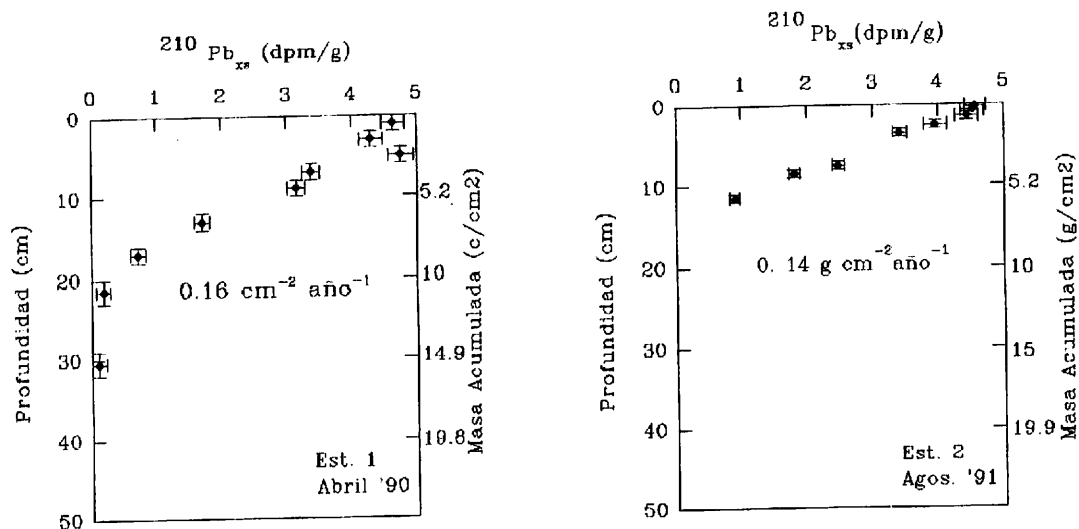 210 Pbxs (dpm/g)
0 1 2 3 4 5
0
10
20
30
40
50
Profundidad (cm)
5.2
10
14.9
19.8
Masa Acumulada (c/cm2)
0.16 cm⁻² año⁻¹
Est. 1
Abril '90
210 Pbxs(dpm/g)
0 1 2 3 4 5
0
10
20
30
40
50
Profundidad (cm)
5.2
10
15
19.9
Masa Acumulada (g/cm2)
0. 14 g cm⁻² año⁻¹
Est. 2
Agos. '91